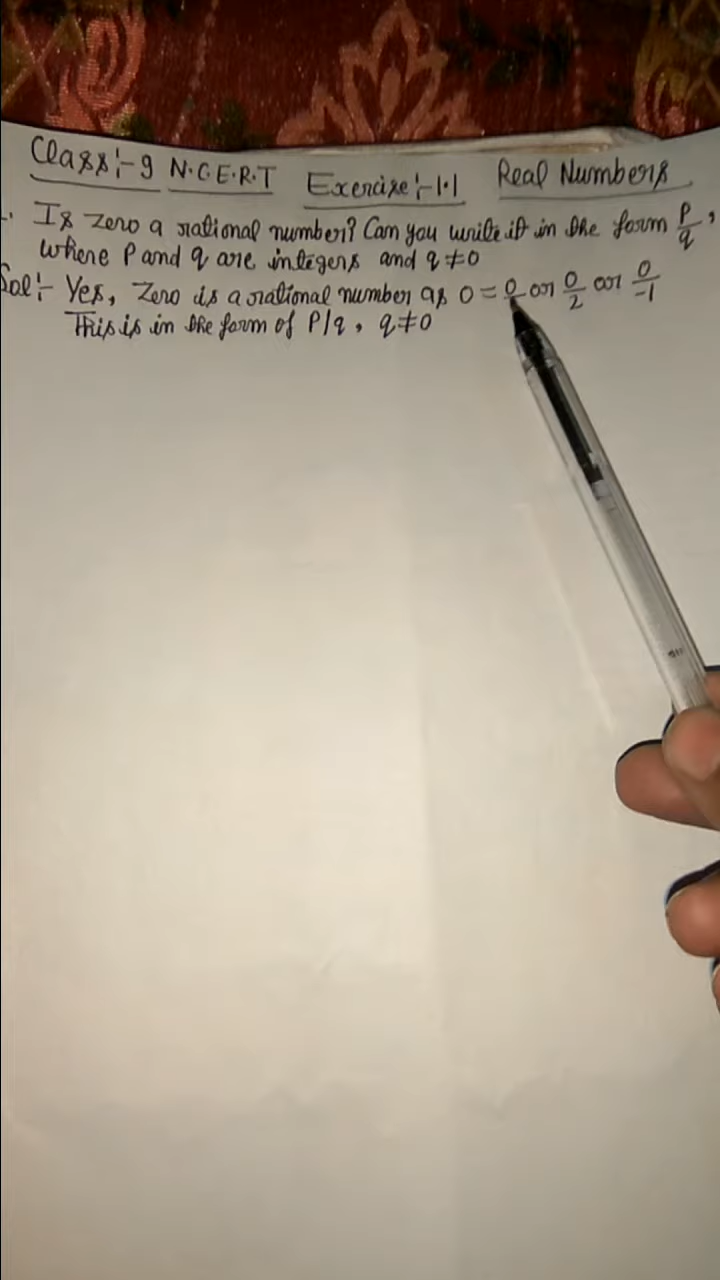 Class:-9 N.C.E.R.T Exercise:-1.1 Real Numbers
1. Is zero a rational number? Can you write it in the form P/q,
where P and q are integers and q ≠ 0
Sol:- Yes, Zero is a rational number as 0 = 0/ or 0/2 or 0/-1
This is in the form of P/q, q ≠ 0